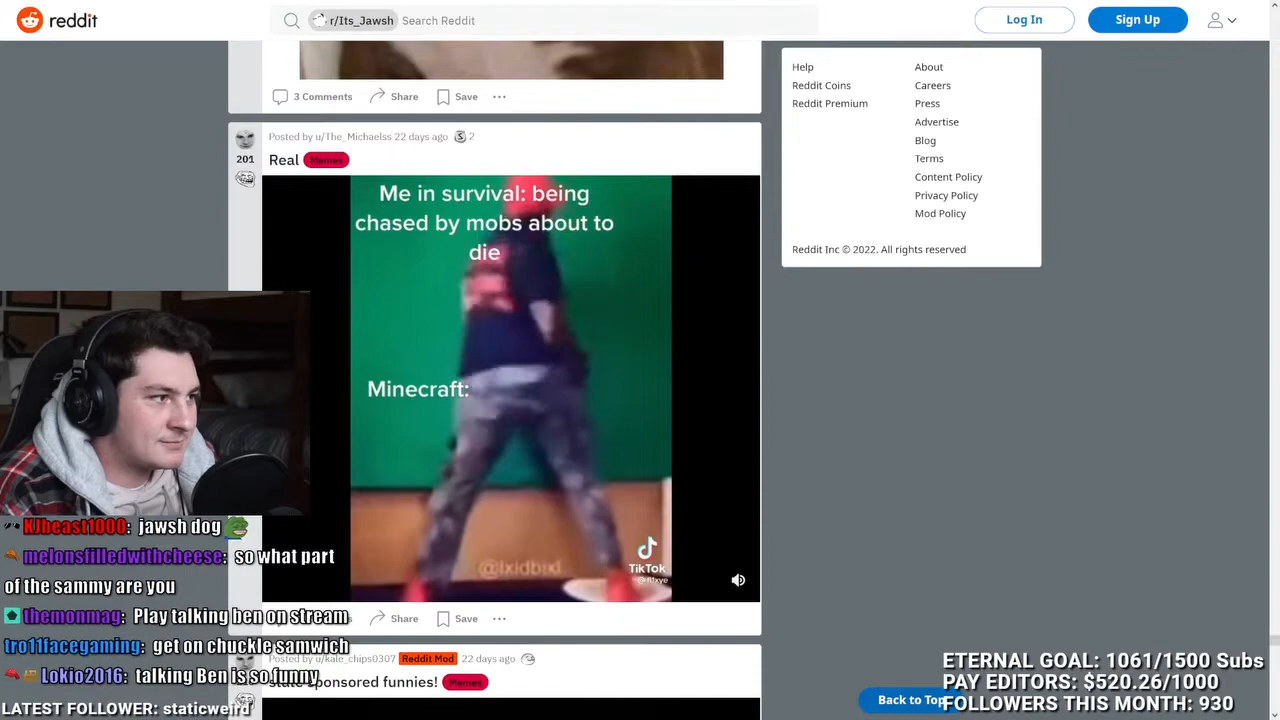 reddit
r/Its_Jawsh Search Reddit
Log In
Sign Up
3 Comments Share Save
Posted by u/The_Michaelss 22 days ago 2
201
Real Memes
Me in survival: being
chased by mobs about to
die
Minecraft:
@lxidbixl
TikTok
Share Save
Posted by u/kale_chips0307 Reddit Mod 22 days ago
sponsored funnies! Memes
Help
Reddit Coins
Reddit Premium
About
Careers
Press
Advertise
Blog
Terms
Content Policy
Privacy Policy
Mod Policy
Reddit Inc © 2022. All rights reserved
KJbeast1000: jawsh dog
melonsfilledwithcheese: so what part
of the sammy are you
themonmag: Play talking ben on stream
tro11facegaming: get on chuckle samwich
Lokio2016: talking Ben is so funny
LATEST FOLLOWER: staticweird
Back to Top
ETERNAL GOAL: 1061/1500 Subs
PAY EDITORS: $520.26/1000
FOLLOWERS THIS MONTH: 930